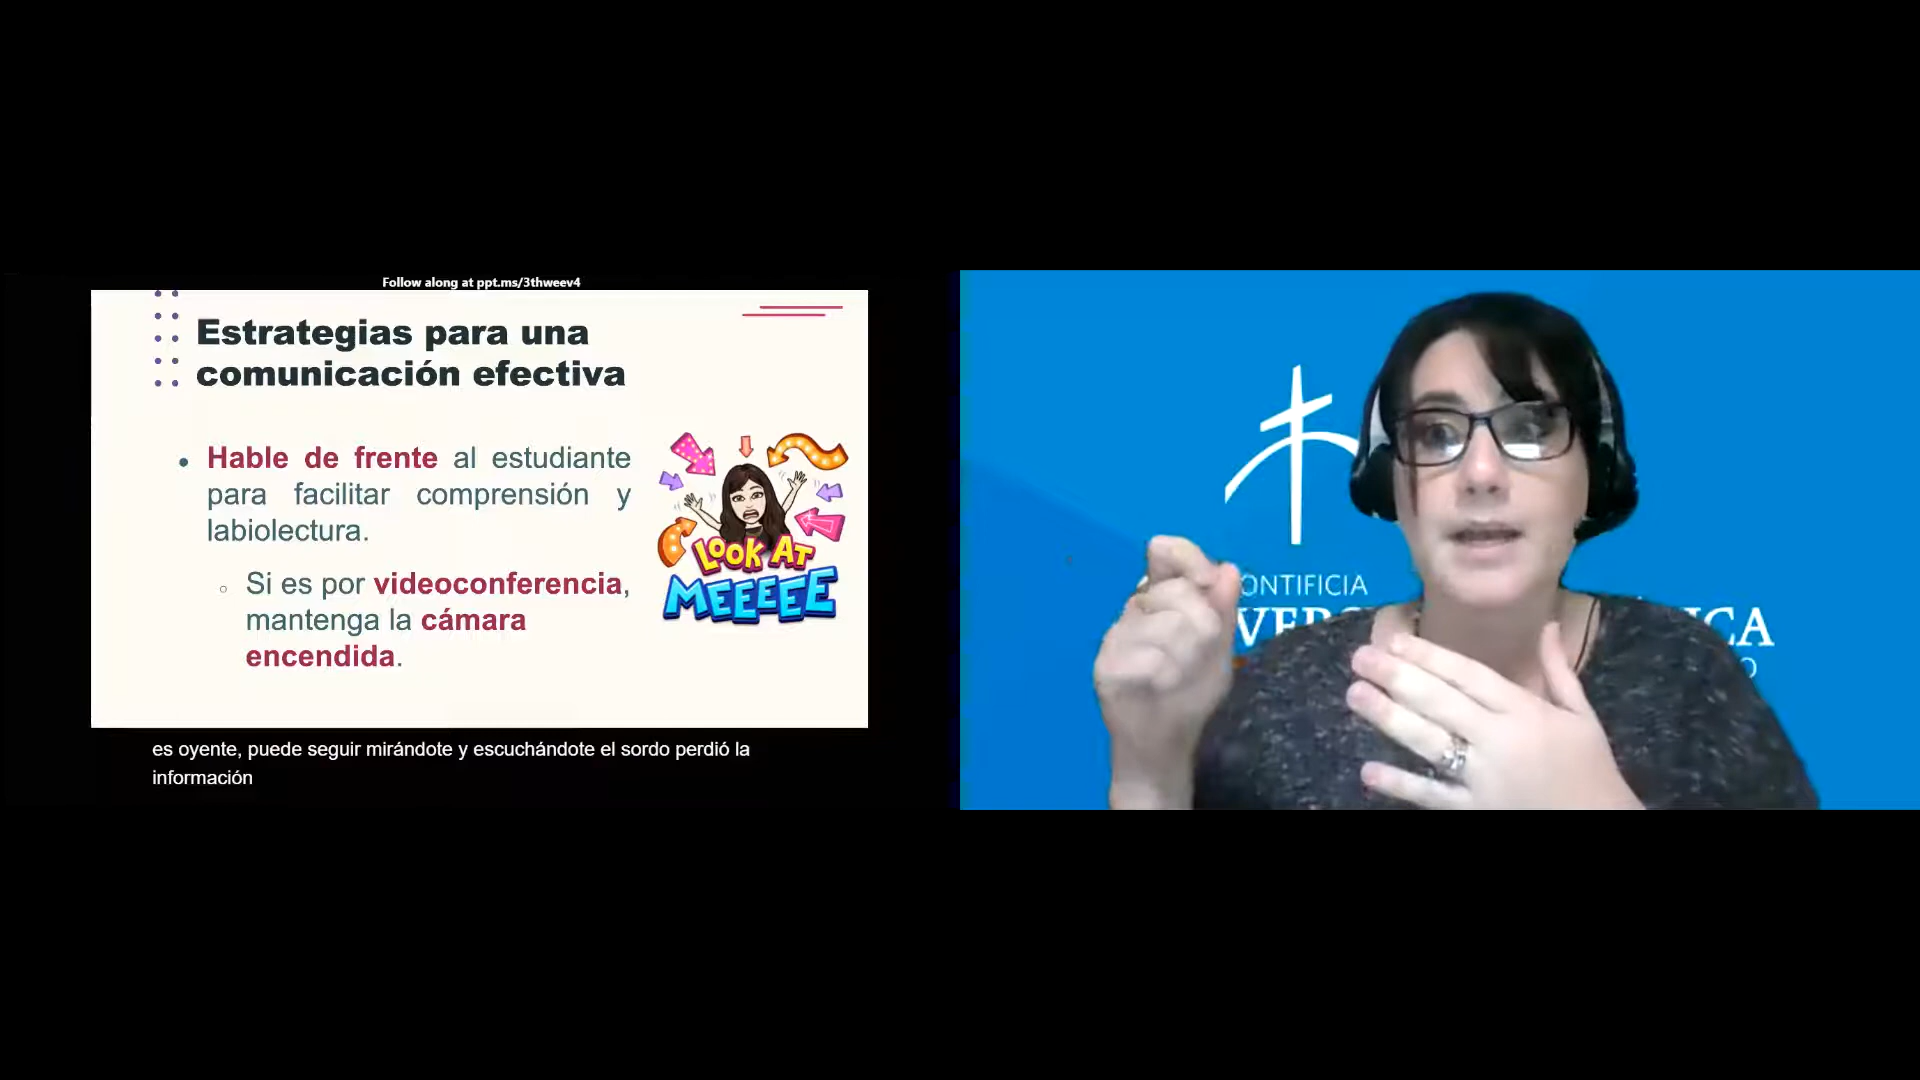 Follow along at ppt.ms/3thweev4
Estrategias para una
comunicación efectiva
• Hable de frente al estudiante
para facilitar comprensión y
labiolectura.
○ Si es por videoconferencia,
mantenga la cámara
encendida.
LOOK AT
MEEEEE
es oyente, puede seguir mirándote y escuchándote el sordo perdió la
información
ONTIFICIA